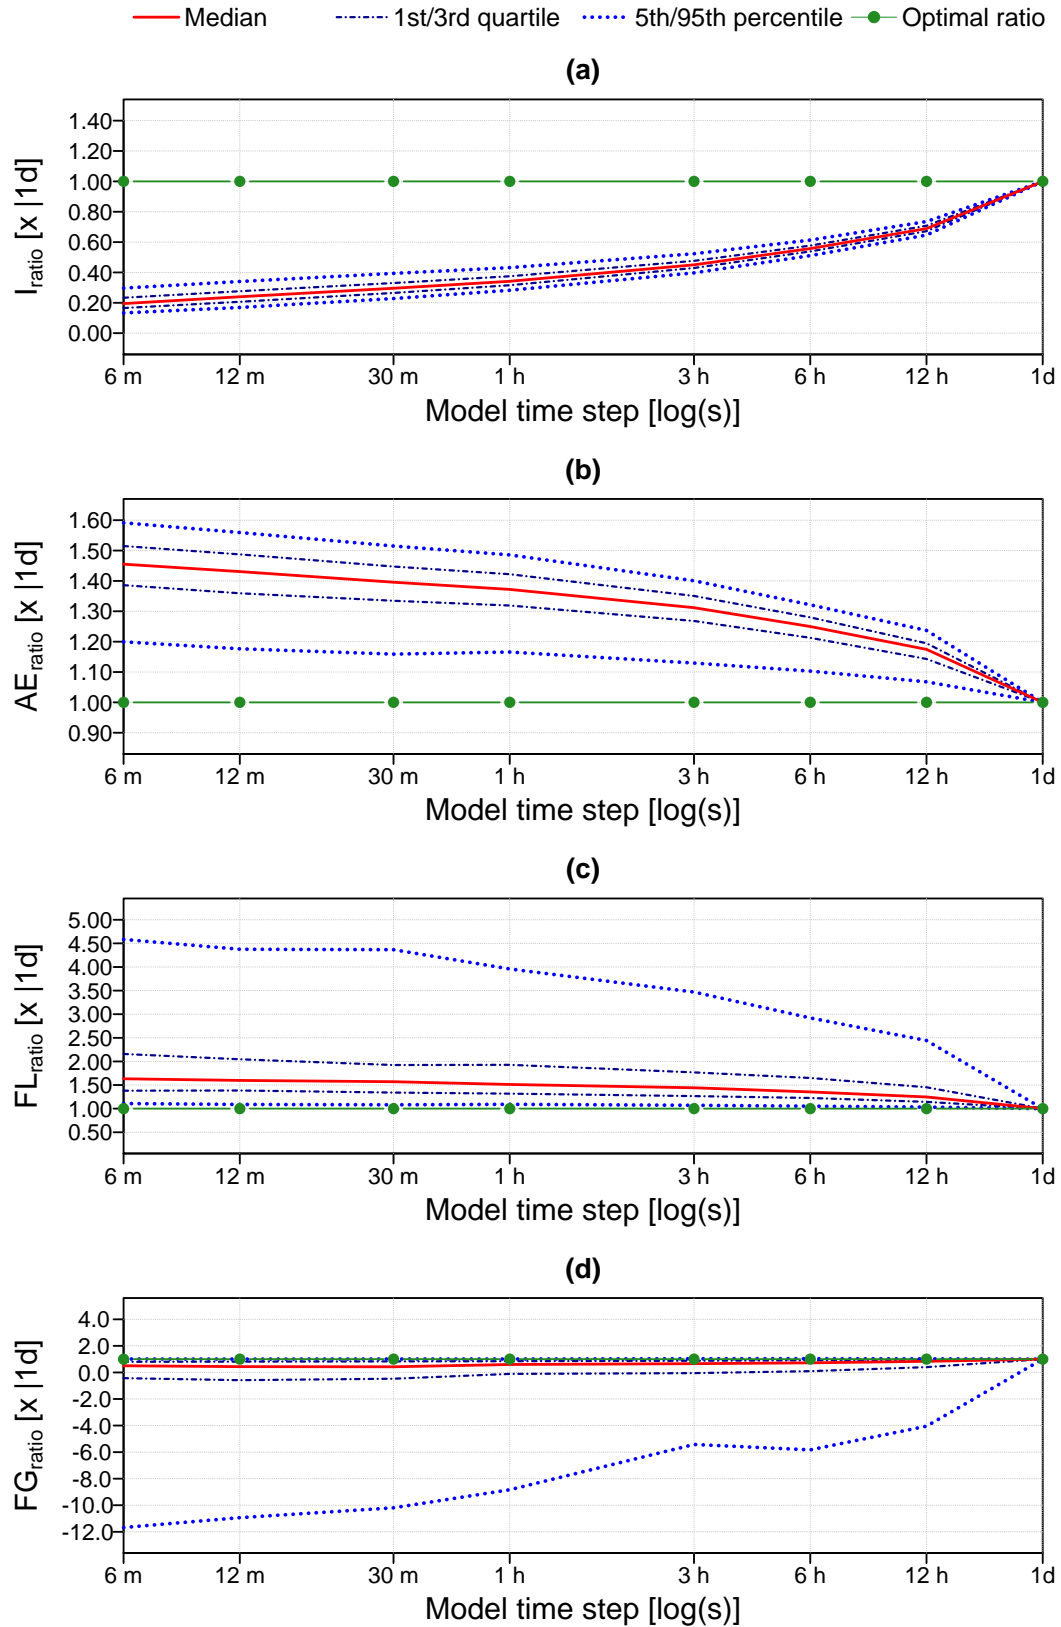 Median 1st/3rd quartile 5th/95th percentile Optimal ratio
(a)
I_ratio [x |1d]
1.40
1.20
1.00
0.80
0.60
0.40
0.20
0.00
6 m 12 m 30 m 1 h 3 h 6 h 12 h 1d
Model time step [log(s)]
(b)
AE_ratio [x |1d]
1.60
1.50
1.40
1.30
1.20
1.10
1.00
0.90
6 m 12 m 30 m 1 h 3 h 6 h 12 h 1d
Model time step [log(s)]
(c)
FL_ratio [x |1d]
5.00
4.50
4.00
3.50
3.00
2.50
2.00
1.50
1.00
0.50
6 m 12 m 30 m 1 h 3 h 6 h 12 h 1d
Model time step [log(s)]
(d)
FG_ratio [x |1d]
4.0
2.0
0.0
-2.0
-4.0
-6.0
-8.0
-10.0
-12.0
6 m 12 m 30 m 1 h 3 h 6 h 12 h 1d
Model time step [log(s)]